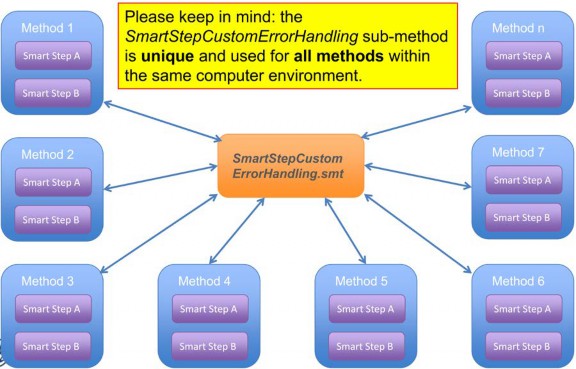 Please keep in mind: the
SmartStepCustomErrorHandling sub-method
is unique and used for all methods within
the same computer environment.
Method 1
Smart Step A
Smart Step B
Method n
Smart Step A
Smart Step B
Method 2
Smart Step A
Smart Step B
SmartStepCustom
ErrorHandling.smt
Method 7
Smart Step A
Smart Step B
Method 3
Smart Step A
Smart Step B
Method 4
Smart Step A
Smart Step B
Method 5
Smart Step A
Smart Step B
Method 6
Smart Step A
Smart Step B